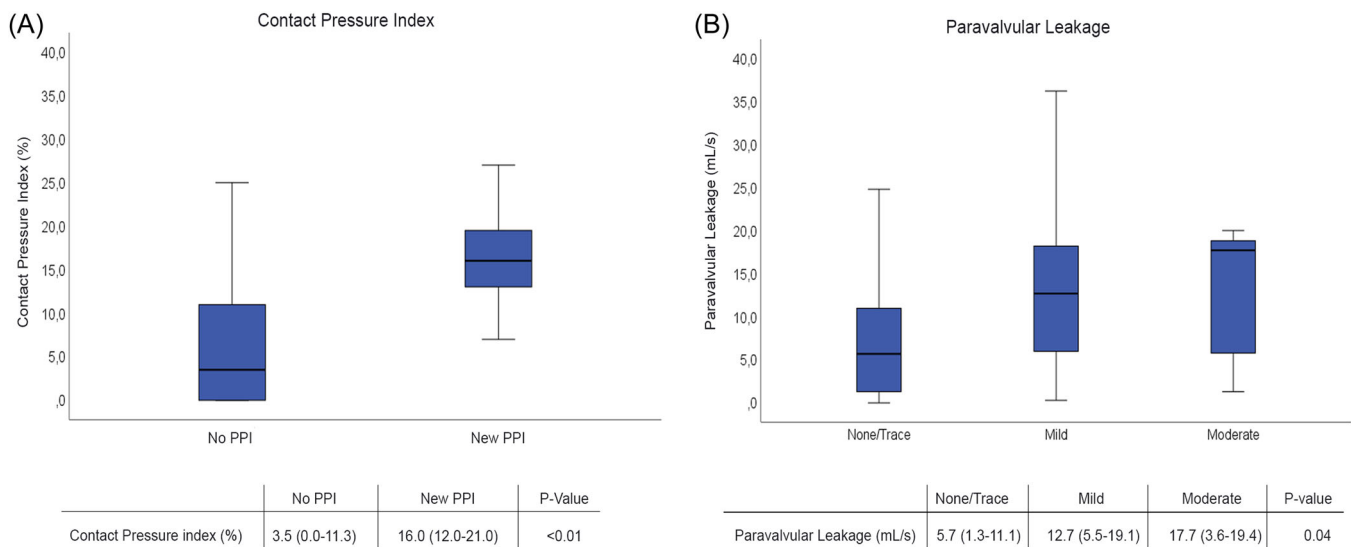 (A)
Contact Pressure Index
Contact Pressure Index (%)
40,0
35,0
30,0
25,0
20,0
15,0
10,0
5,0
,0
No PPI
New PPI
No PPI New PPI P-Value
Contact Pressure index (%) 3.5 (0.0-11.3) 16.0 (12.0-21.0) <0.01
(B)
Paravalvular Leakage
Paravalvular Leakage (mL/s)
40,0
35,0
30,0
25,0
20,0
15,0
10,0
5,0
,0
None/Trace
Mild
Moderate
None/Trace Mild Moderate P-value
Paravalvular Leakage (mL/s) 5.7 (1.3-11.1) 12.7 (5.5-19.1) 17.7 (3.6-19.4) 0.04